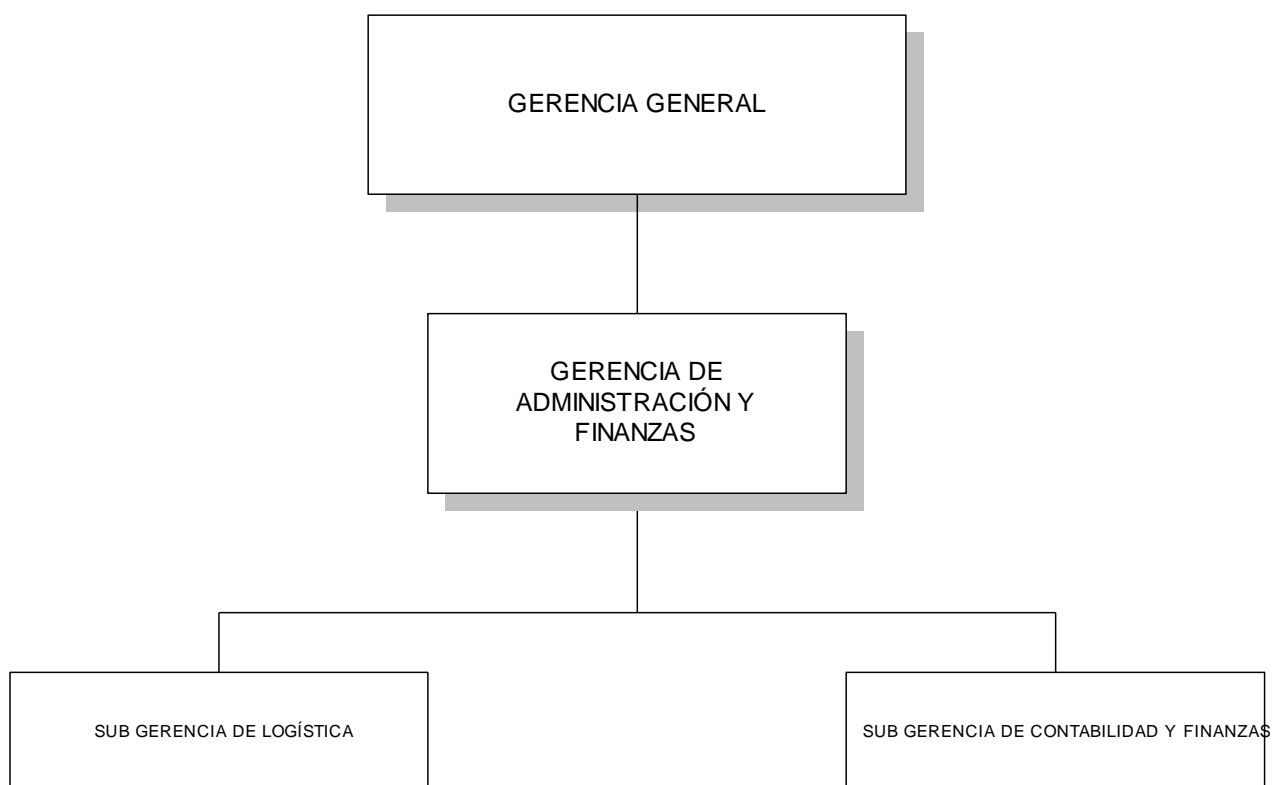 GERENCIA GENERAL
GERENCIA DE
ADMINISTRACIÓN Y
FINANZAS
SUB GERENCIA DE LOGÍSTICA
SUB GERENCIA DE CONTABILIDAD Y FINANZAS